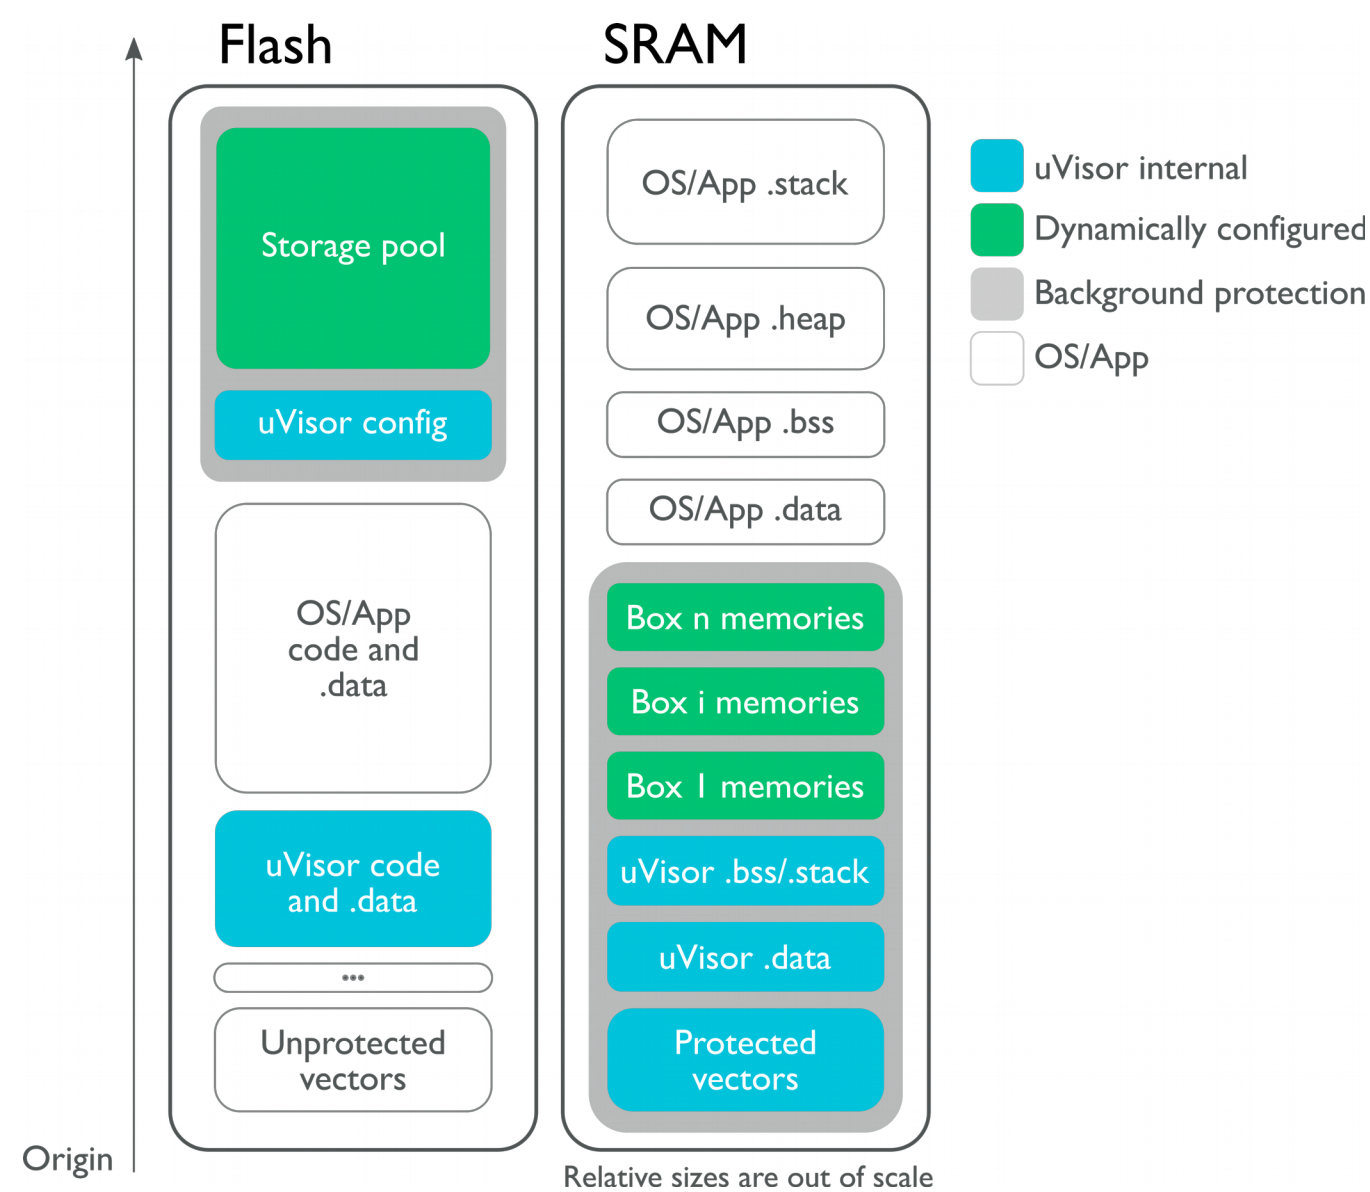 Flash
SRAM
Storage pool
uVisor config
OS/App
code and
.data
uVisor code
and .data
•••
Unprotected
vectors
OS/App .stack
OS/App .heap
OS/App .bss
OS/App .data
Box n memories
Box i memories
Box 1 memories
uVisor .bss/.stack
uVisor .data
Protected
vectors
uVisor internal
Dynamically configured
Background protection
OS/App
Origin
Relative sizes are out of scale